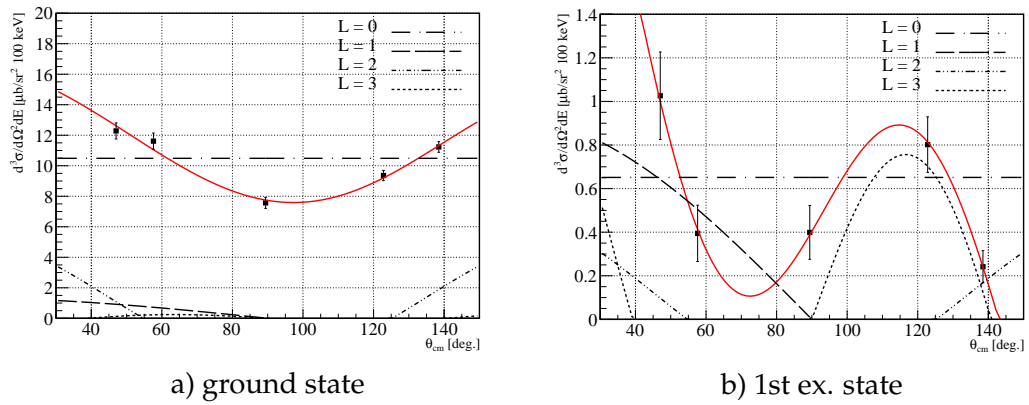 d³σ/dΩ²dE [μb/sr² 100 keV]
20
18
16
14
12
10
8
6
4
2
0
L = 0
L = 1
L = 2
L = 3
40 60 80 100 120 140
θcm [deg.]
a) ground state
d³σ/dΩ²dE [μb/sr² 100 keV]
1.4
1.2
1
0.8
0.6
0.4
0.2
0
L = 0
L = 1
L = 2
L = 3
40 60 80 100 120 140
θcm [deg.]
b) 1st ex. state